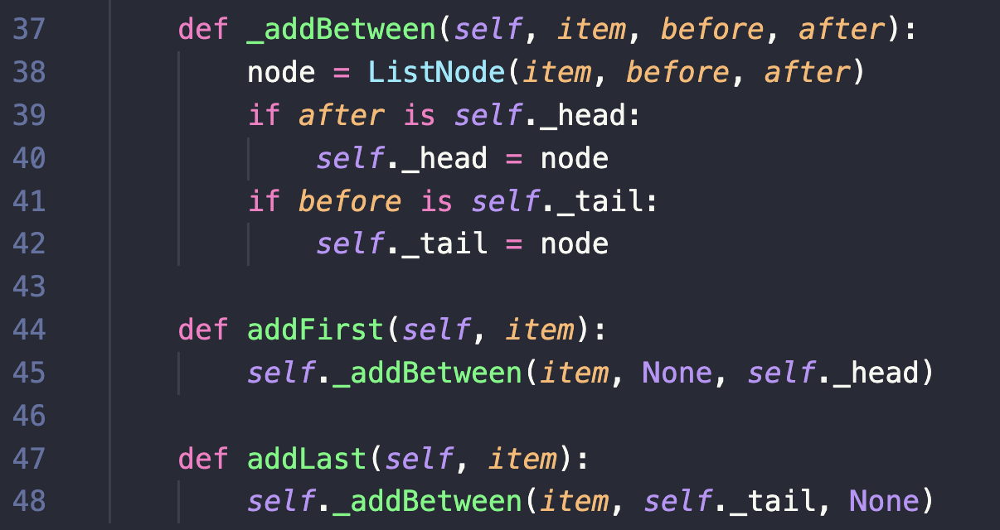 37 def _addBetween(self, item, before, after):
38 node = ListNode(item, before, after)
39 if after is self._head:
40 self._head = node
41 if before is self._tail:
42 self._tail = node
43
44 def addFirst(self, item):
45 self._addBetween(item, None, self._head)
46
47 def addLast(self, item):
48 self._addBetween(item, self._tail, None)